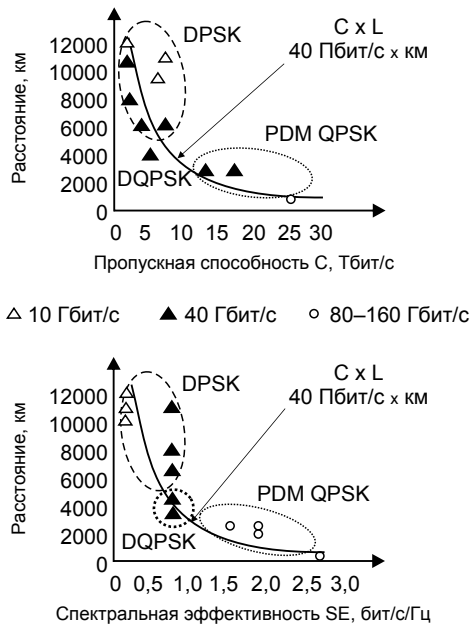 DPSK
C x L
40 Пбит/с x км
12000
10000
8000
6000
4000
2000
0
Расстояние, км
PDM QPSK
DQPSK
0 5 10 15 20 25 30
Пропускная способность C, Тбит/с
10 Гбит/с 40 Гбит/с 80–160 Гбит/с
DPSK
C x L
40 Пбит/с x км
12000
10000
8000
6000
4000
2000
0
Расстояние, км
PDM QPSK
DQPSK
0 0,5 1,0 1,5 2,0 2,5 3,0
Спектральная эффективность SE, бит/с/Гц